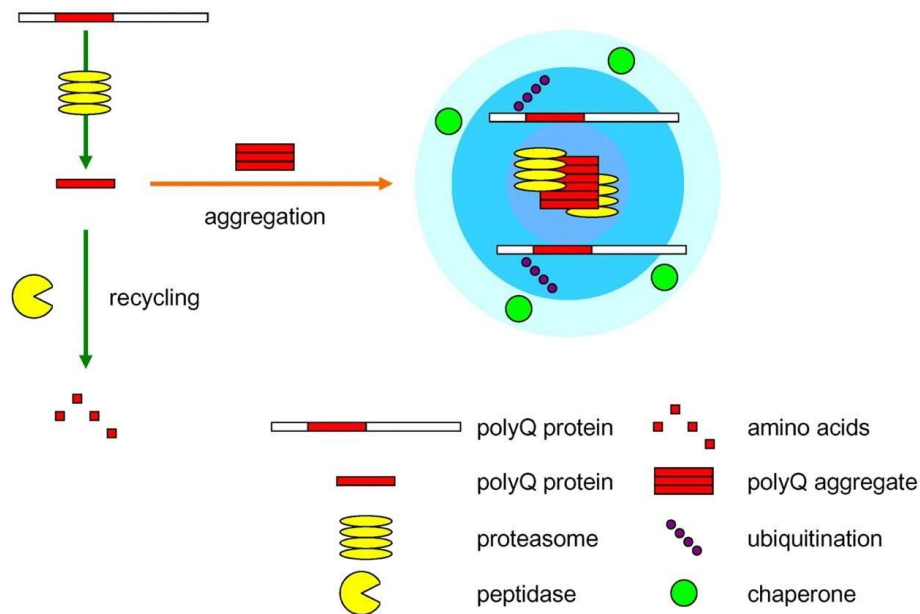 aggregation
recycling
polyQ protein
amino acids
polyQ protein
polyQ aggregate
proteasome
ubiquitination
peptidase
chaperone